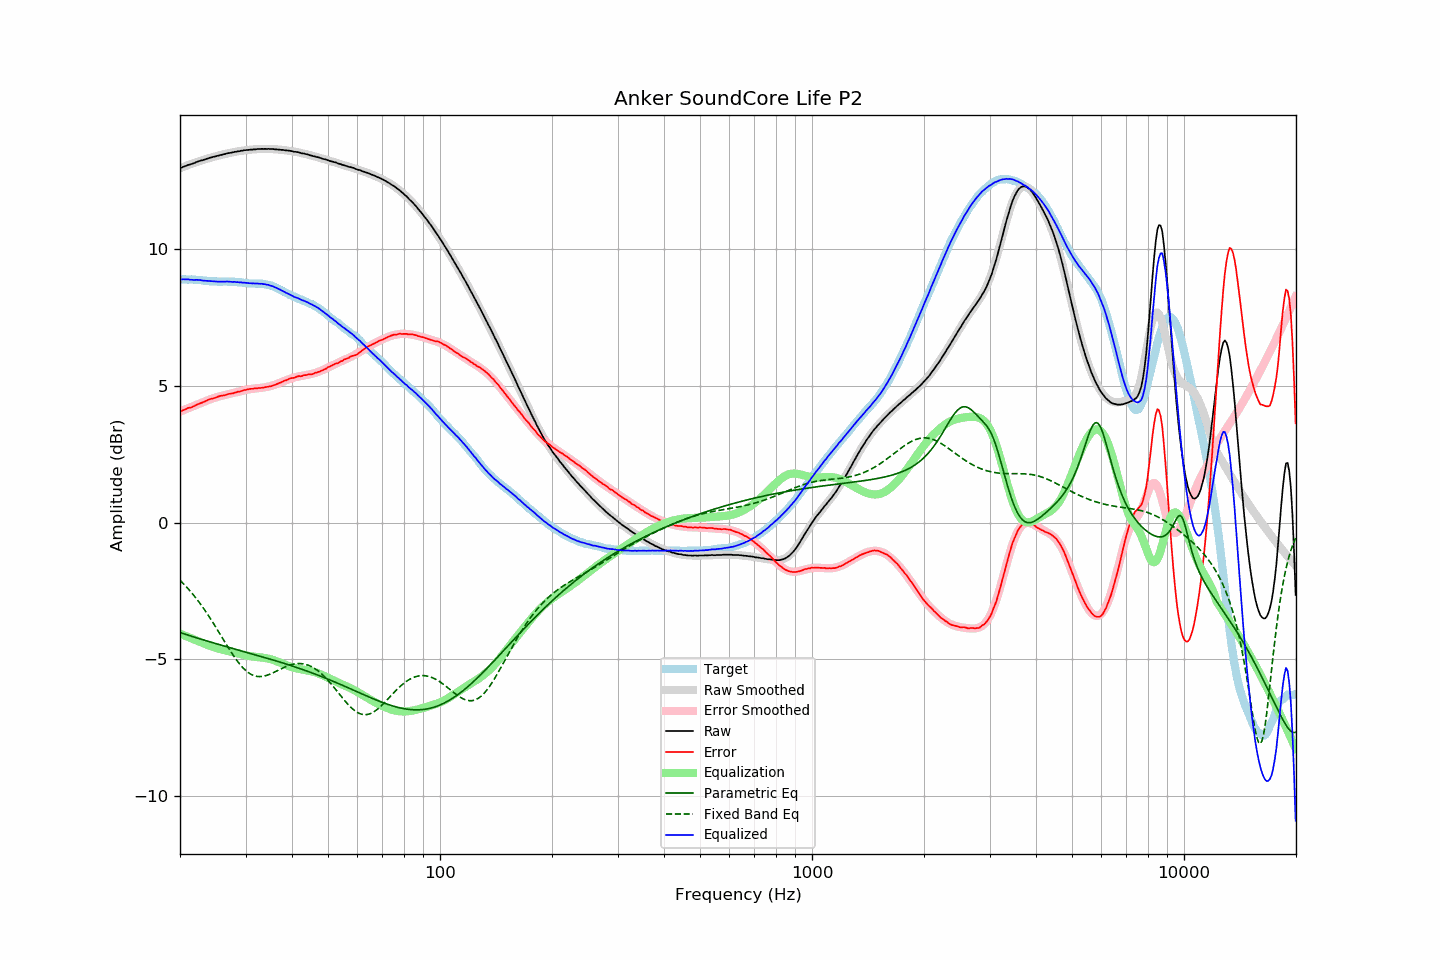 Anker SoundCore Life P2
Amplitude (dBr)
10
5
0
−5
−10
Target
Raw Smoothed
Error Smoothed
Raw
Error
Equalization
Parametric Eq
Fixed Band Eq
Equalized
100 1000 10000
Frequency (Hz)